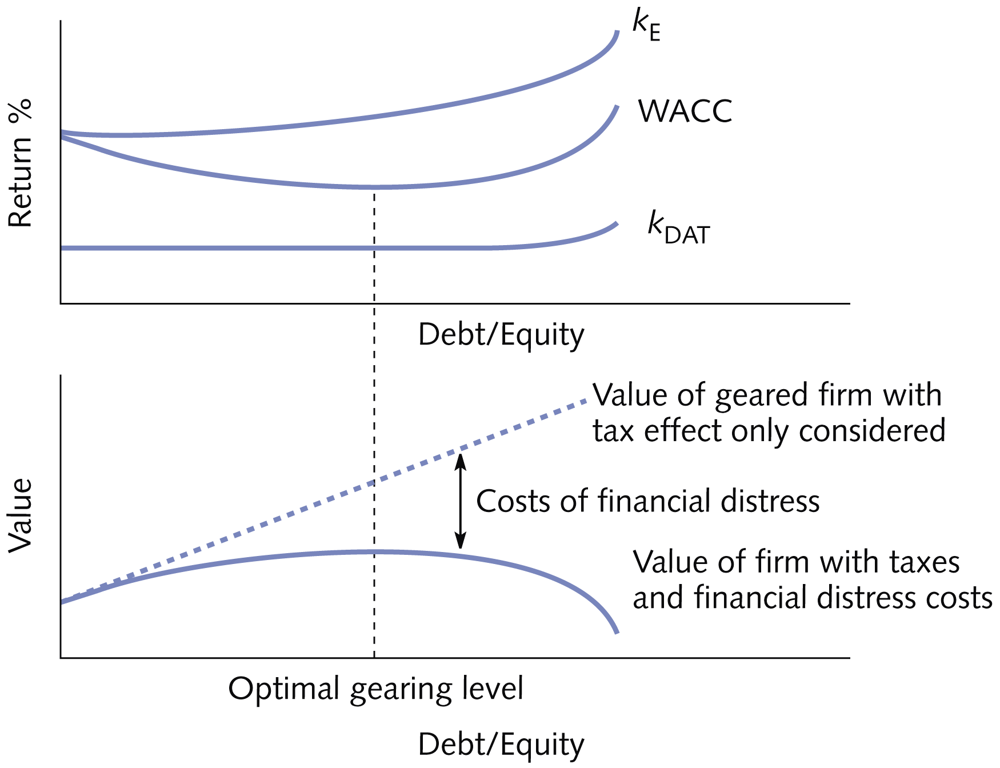 kE
WACC
kDAT
Return %
Debt/Equity
Value of geared firm with
tax effect only considered
Costs of financial distress
Value
Value of firm with taxes
and financial distress costs
Optimal gearing level
Debt/Equity